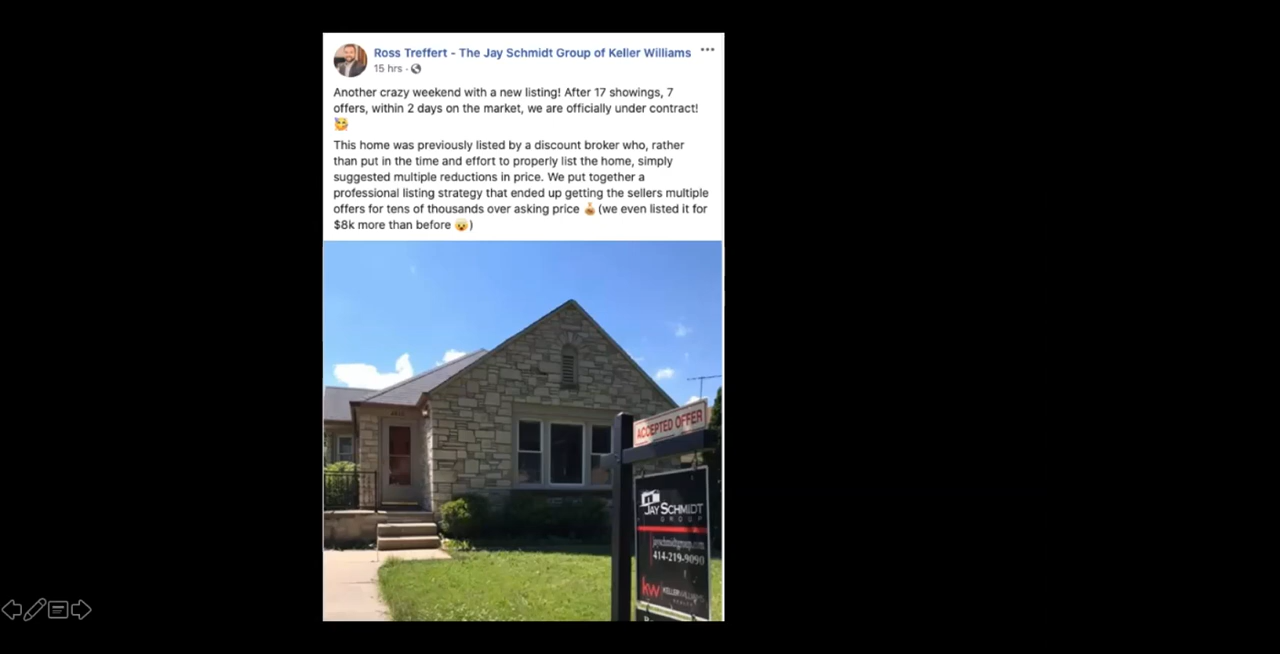 Ross Treffert - The Jay Schmidt Group of Keller Williams
15 hrs ·
Another crazy weekend with a new listing! After 17 showings, 7
offers, within 2 days on the market, we are officially under contract!
🥳
This home was previously listed by a discount broker who, rather
than put in the time and effort to properly list the home, simply
suggested multiple reductions in price. We put together a
professional listing strategy that ended up getting the sellers multiple
offers for tens of thousands over asking price 💰 (we even listed it for
$8k more than before 😲)
ACCEPTED OFFER
JAY SCHMIDT
GROUP
jayschmidtgroup.com
414-219-9090
kw KELLERWILLIAMS